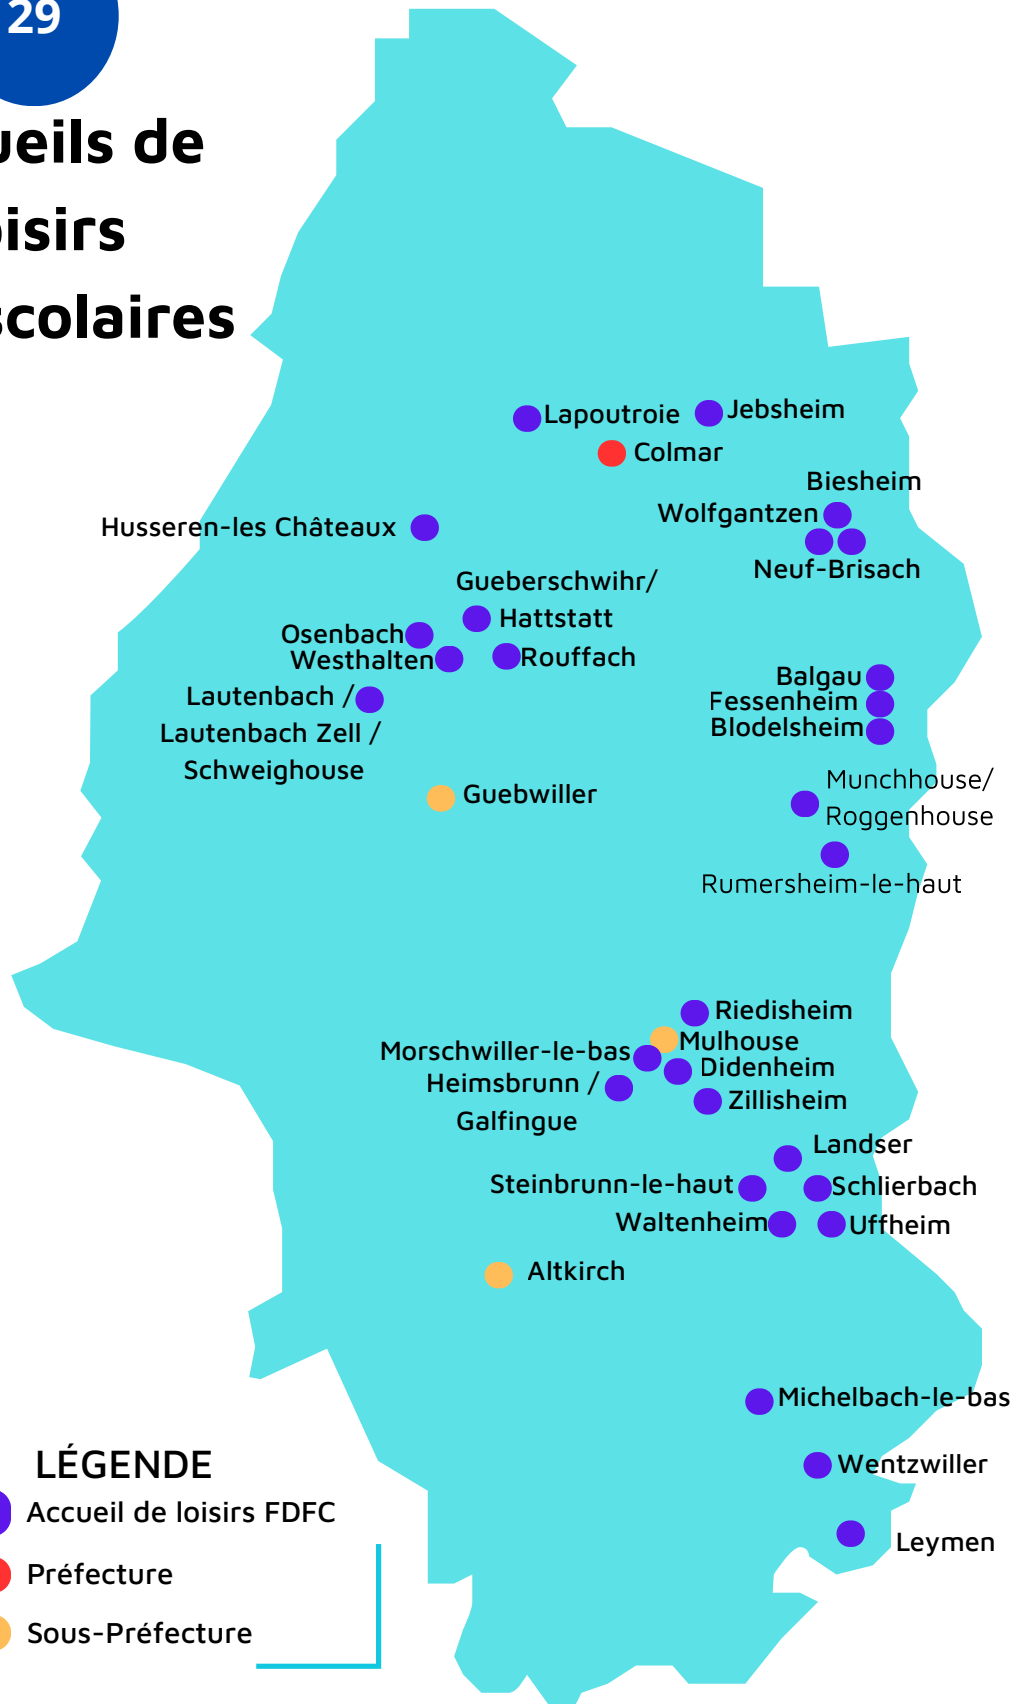 29
ueils de
oisirs
scolaires
Lapoutroie
Jebsheim
Colmar
Biesheim
Wolfgantzen
Husseren-les Châteaux
Neuf-Brisach
Gueberschwihr/
Hattstatt
Osenbach
Westhalten
Rouffach
Balgau
Fessenheim
Blodelsheim
Lautenbach /
Lautenbach Zell /
Schweighouse
Guebwiller
Munchhouse/
Roggenhouse
Rumersheim-le-haut
Riedisheim
Mulhouse
Morschwiller-le-bas
Didenheim
Heimsbrunn /
Galfingue
Zillisheim
Landser
Steinbrunn-le-haut
Schlierbach
Waltenheim
Uffheim
Altkirch
Michelbach-le-bas
Wentzwiller
Leymen
LÉGENDE
Accueil de loisirs FDFC
Préfecture
Sous-Préfecture